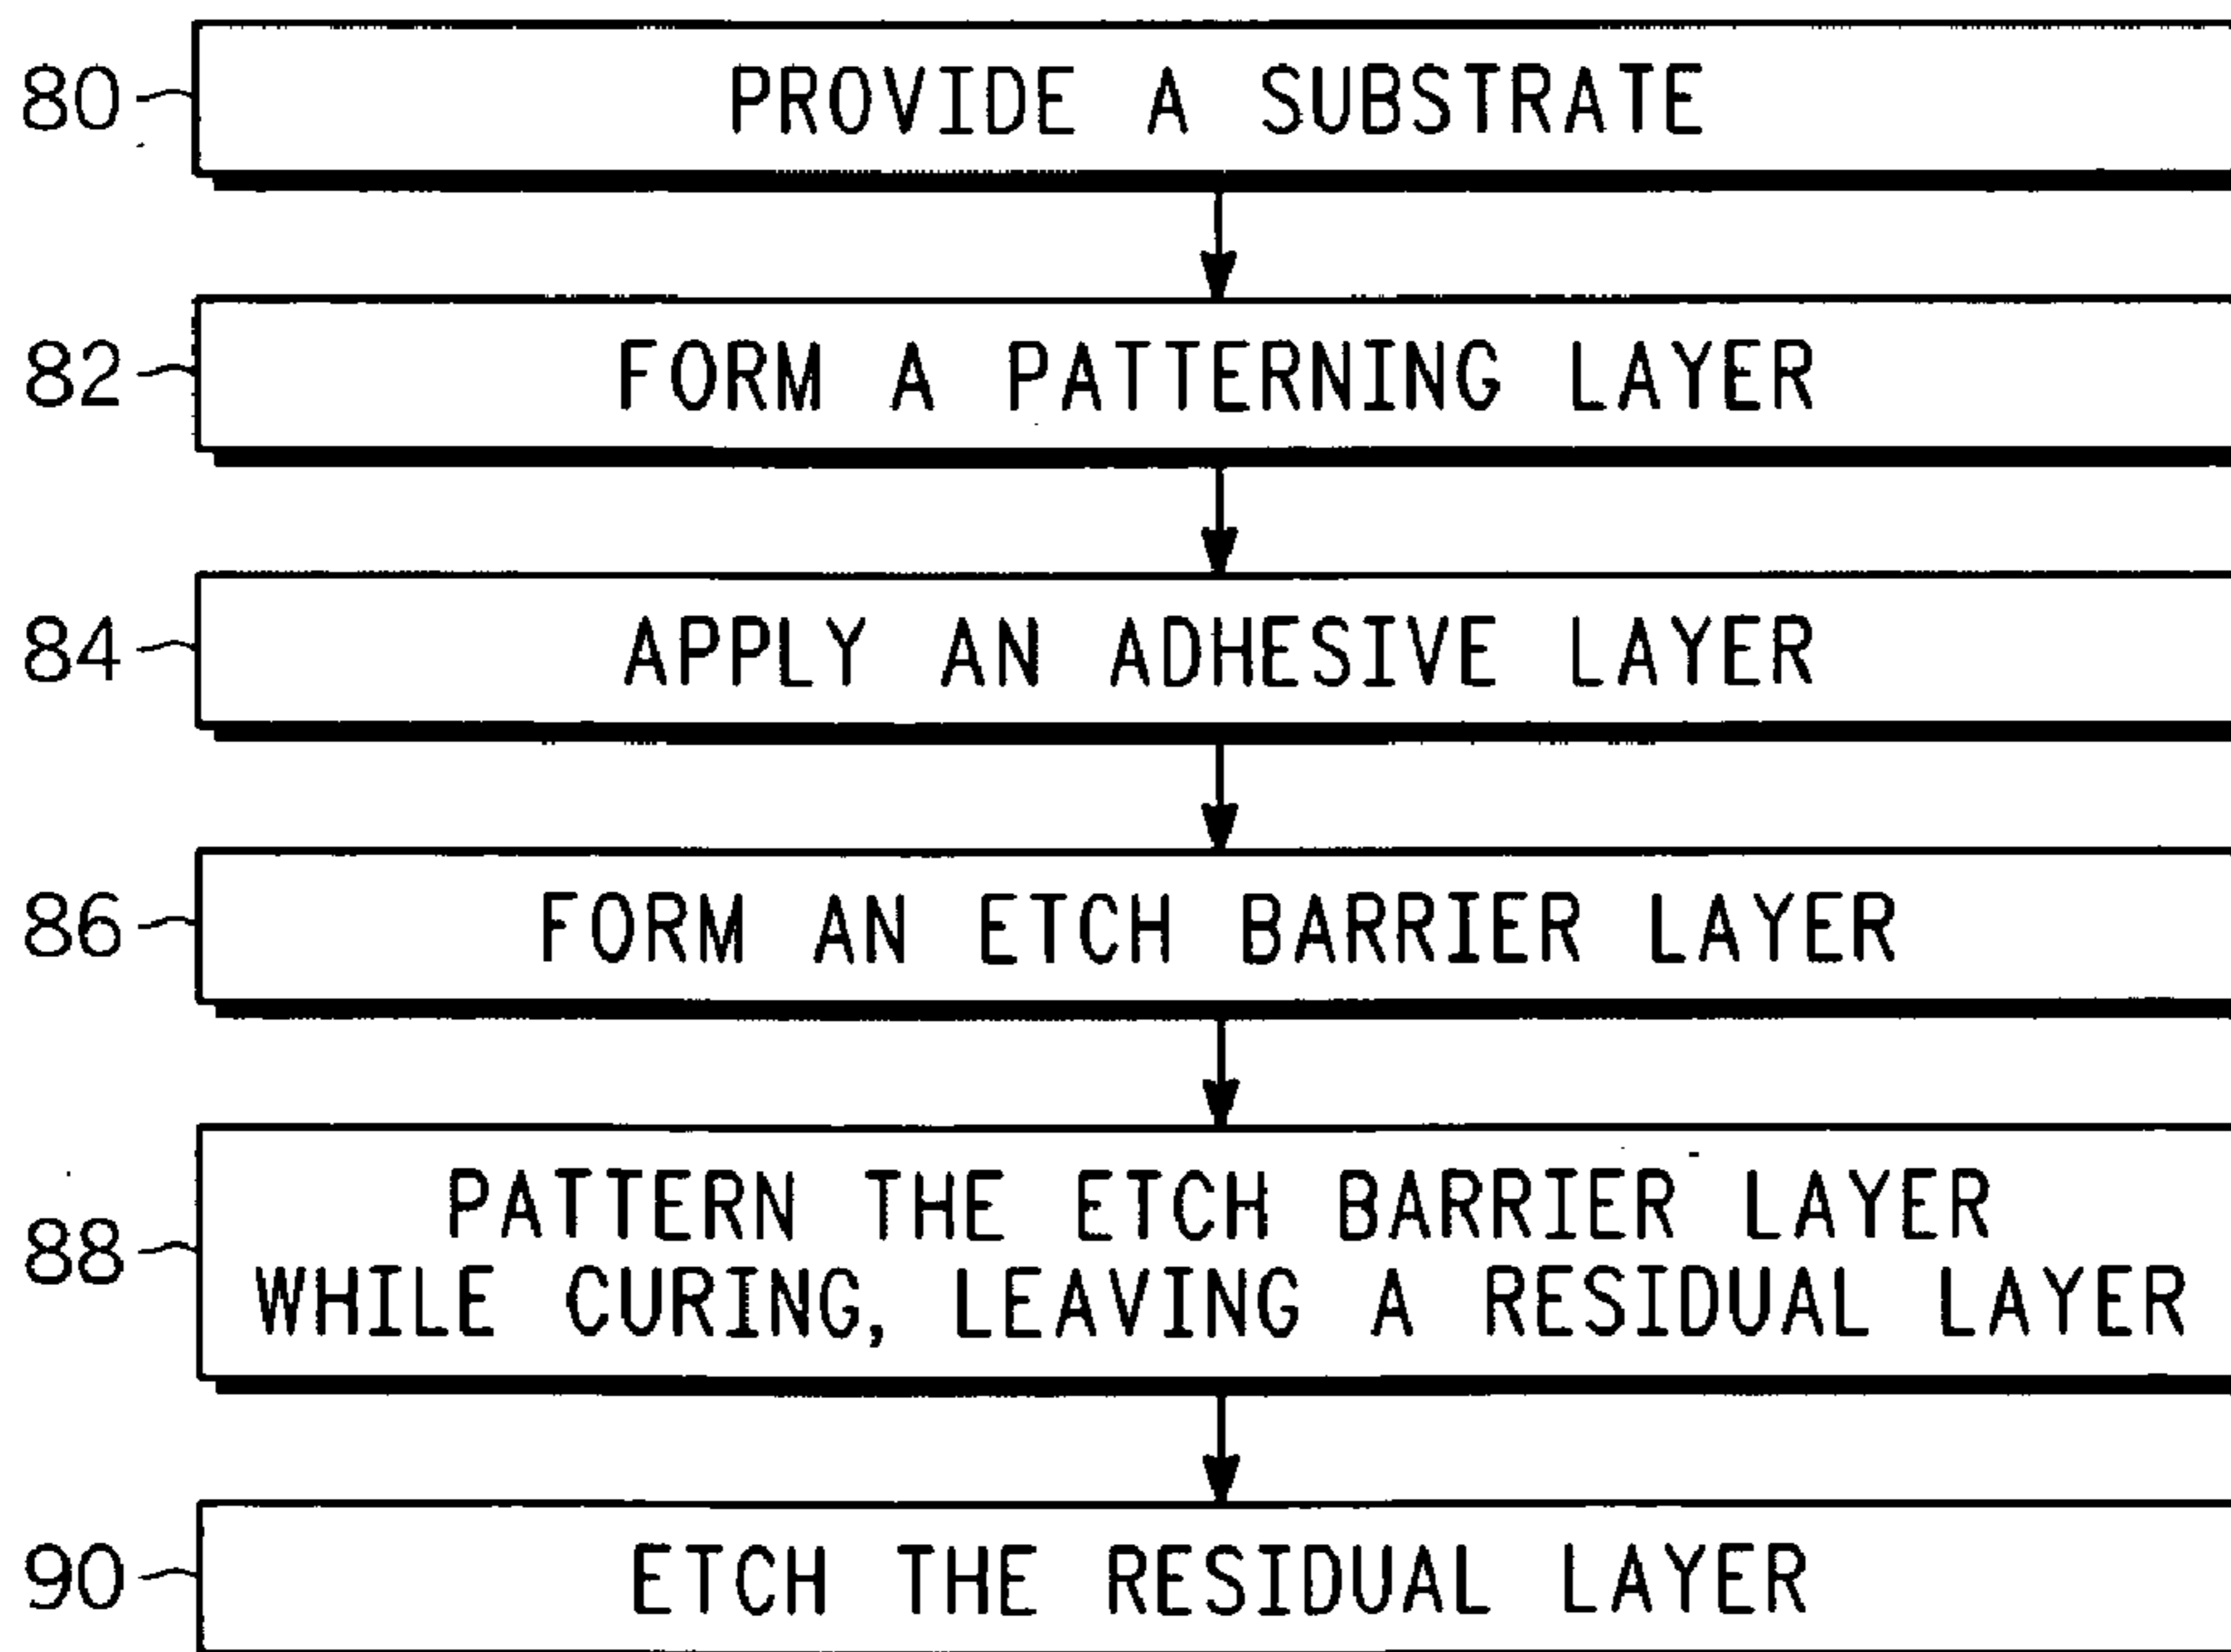 80 PROVIDE A SUBSTRATE
82 FORM A PATTERNING LAYER
84 APPLY AN ADHESIVE LAYER
86 FORM AN ETCH BARRIER LAYER
88 PATTERN THE ETCH BARRIER LAYER
WHILE CURING, LEAVING A RESIDUAL LAYER
90 ETCH THE RESIDUAL LAYER